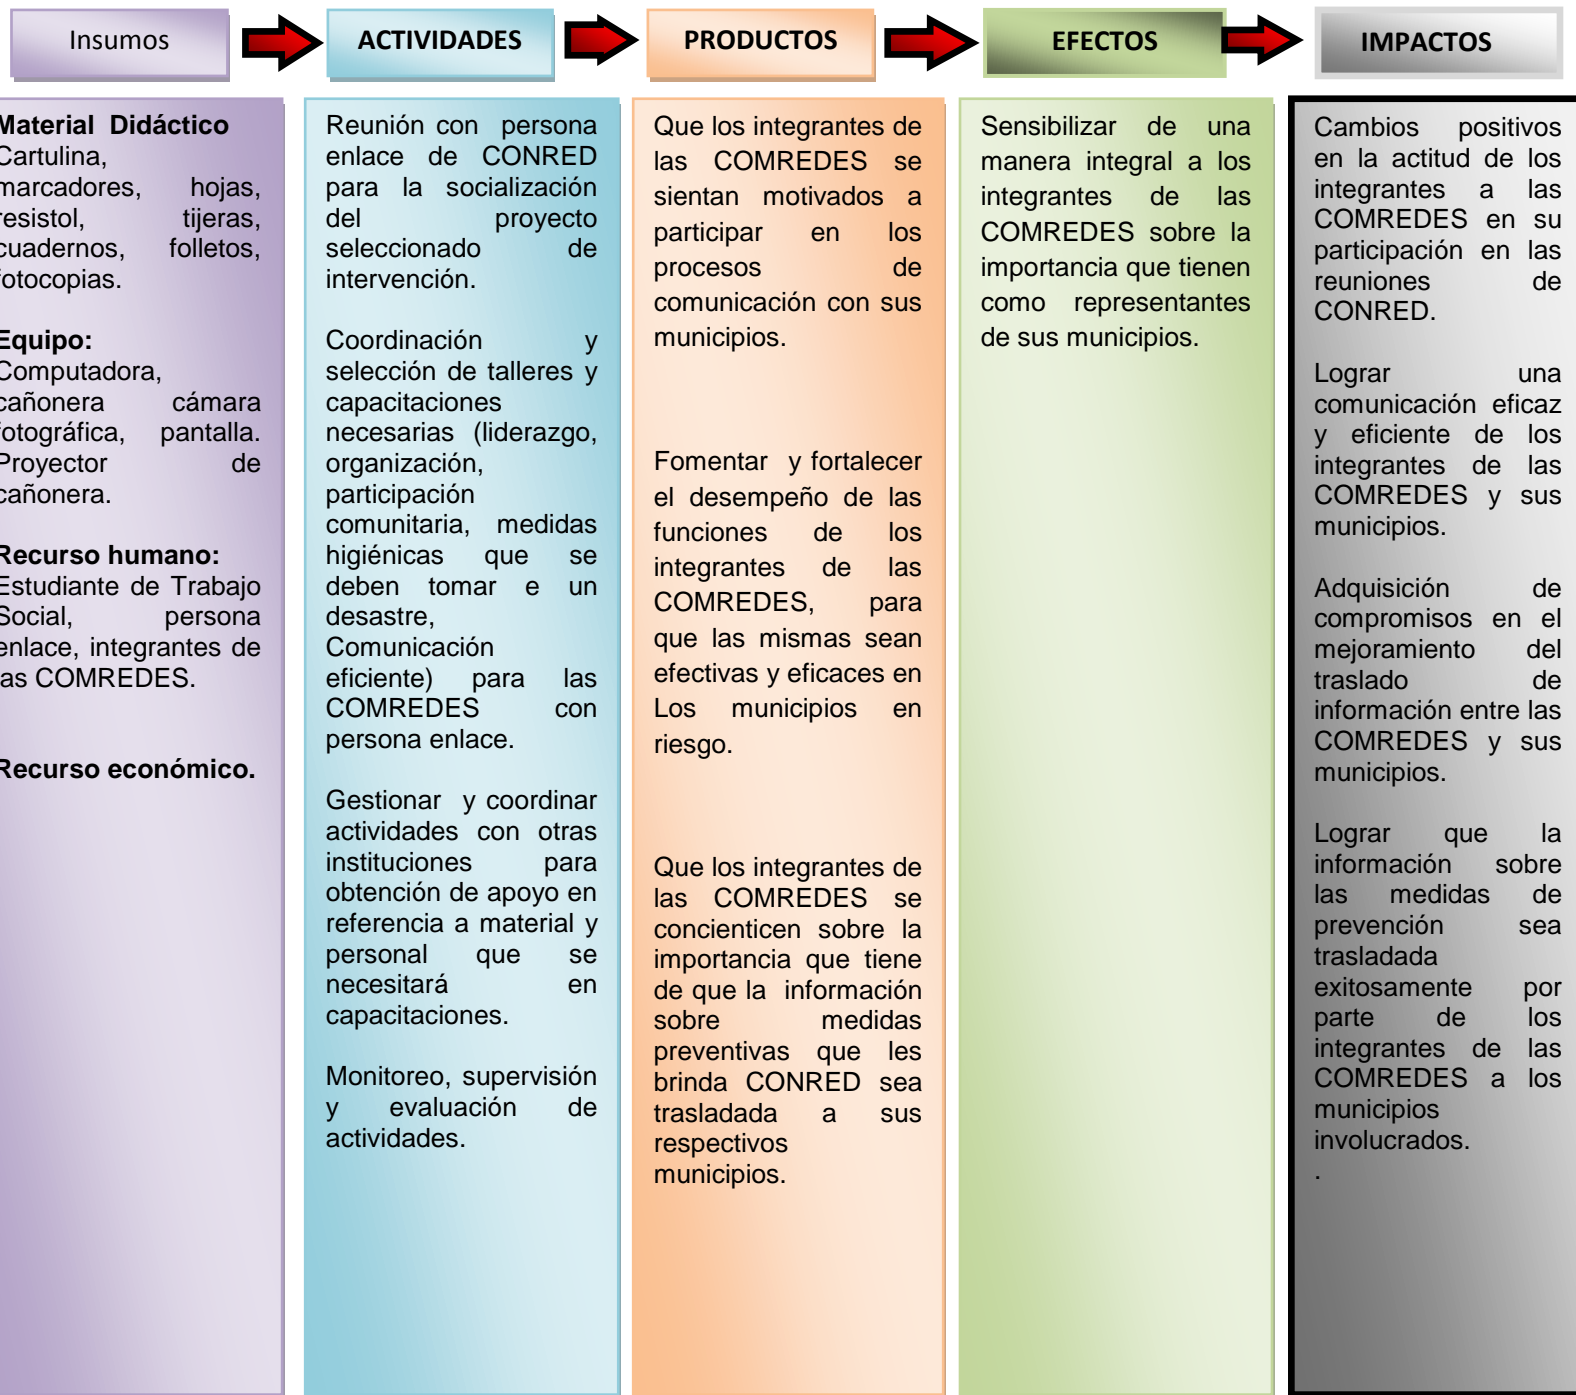 Insumos
ACTIVIDADES
PRODUCTOS
EFECTOS
IMPACTOS
Material Didáctico
Cartulina,
marcadores, hojas,
resistol, tijeras,
cuadernos, folletos,
fotocopias.
Equipo:
Computadora,
cañonera cámara
fotográfica, pantalla.
Proyector de
cañonera.
Recurso humano:
Estudiante de Trabajo
Social, persona
enlace, integrantes de
las COMREDES.
Recurso económico.
Reunión con persona
enlace de CONRED
para la socialización
del proyecto
seleccionado de
intervención.
Coordinación y
selección de talleres y
capacitaciones
necesarias (liderazgo,
organización,
participación
comunitaria, medidas
higiénicas que se
deben tomar e un
desastre,
Comunicación
eficiente) para las
COMREDES con
persona enlace.
Gestionar y coordinar
actividades con otras
instituciones para
obtención de apoyo en
referencia a material y
personal que se
necesitará en
capacitaciones.
Monitoreo, supervisión
y evaluación de
actividades.
Que los integrantes de
las COMREDES se
sientan motivados a
participar en los
procesos de
comunicación con sus
municipios.
Fomentar y fortalecer
el desempeño de las
funciones de los
integrantes de las
COMREDES, para
que las mismas sean
efectivas y eficaces en
Los municipios en
riesgo.
Que los integrantes de
las COMREDES se
concienticen sobre la
importancia que tiene
de que la información
sobre medidas
preventivas que les
brinda CONRED sea
trasladada a sus
respectivos
municipios.
Sensibilizar de una
manera integral a los
integrantes de las
COMREDES sobre la
importancia que tienen
como representantes
de sus municipios.
Cambios positivos
en la actitud de los
integrantes a las
COMREDES en su
participación en las
reuniones de
CONRED.
Lograr una
comunicación eficaz
y eficiente de los
integrantes de las
COMREDES y sus
municipios.
Adquisición de
compromisos en el
mejoramiento del
traslado de
información entre las
COMREDES y sus
municipios.
Lograr que la
información sobre
las medidas de
prevención sea
trasladada
exitosamente por
parte de los
integrantes de las
COMREDES a los
municipios
involucrados.
.